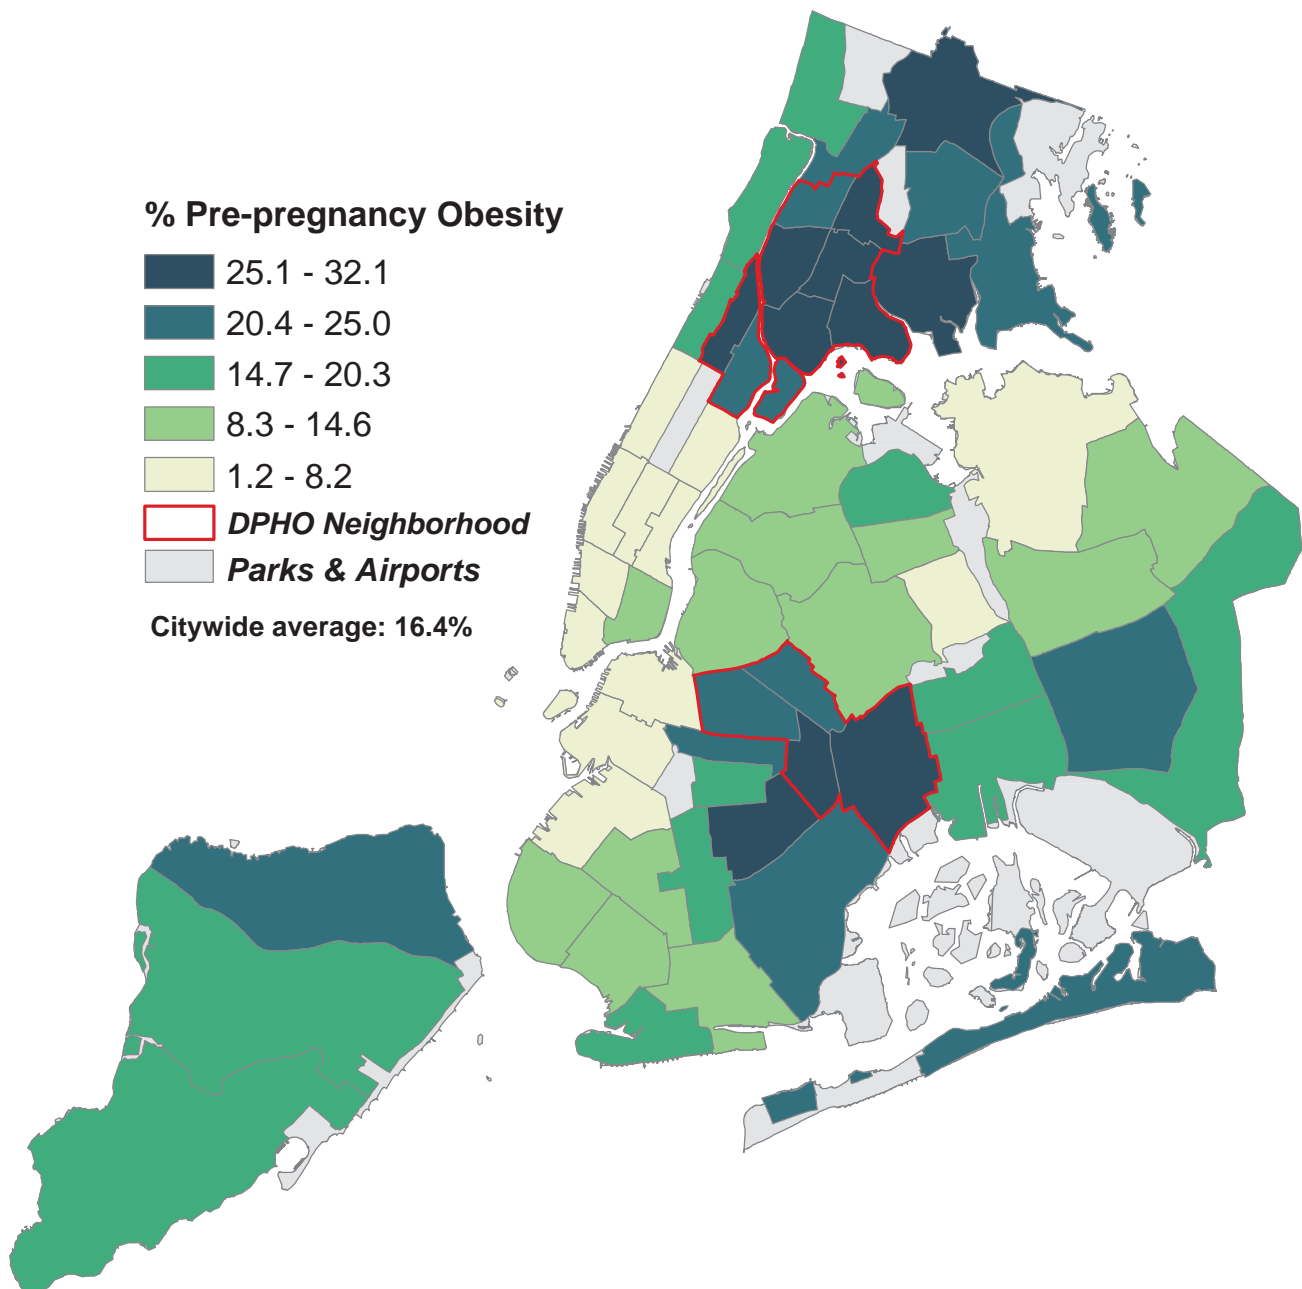 % Pre-pregnancy Obesity
25.1 - 32.1
20.4 - 25.0
14.7 - 20.3
8.3 - 14.6
1.2 - 8.2
DPHO Neighborhood
Parks & Airports
Citywide average: 16.4%